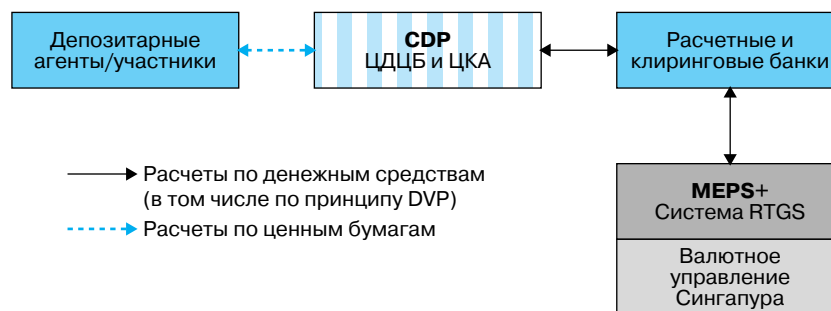 Депозитарные
агенты/участники
CDP
ЦДЦБ и ЦКА
Расчетные и
клиринговые банки
Расчеты по денежным средствам
(в том числе по принципу DVP)
Расчеты по ценным бумагам
MEPS+
Система RTGS
Валютное
управление
Сингапура